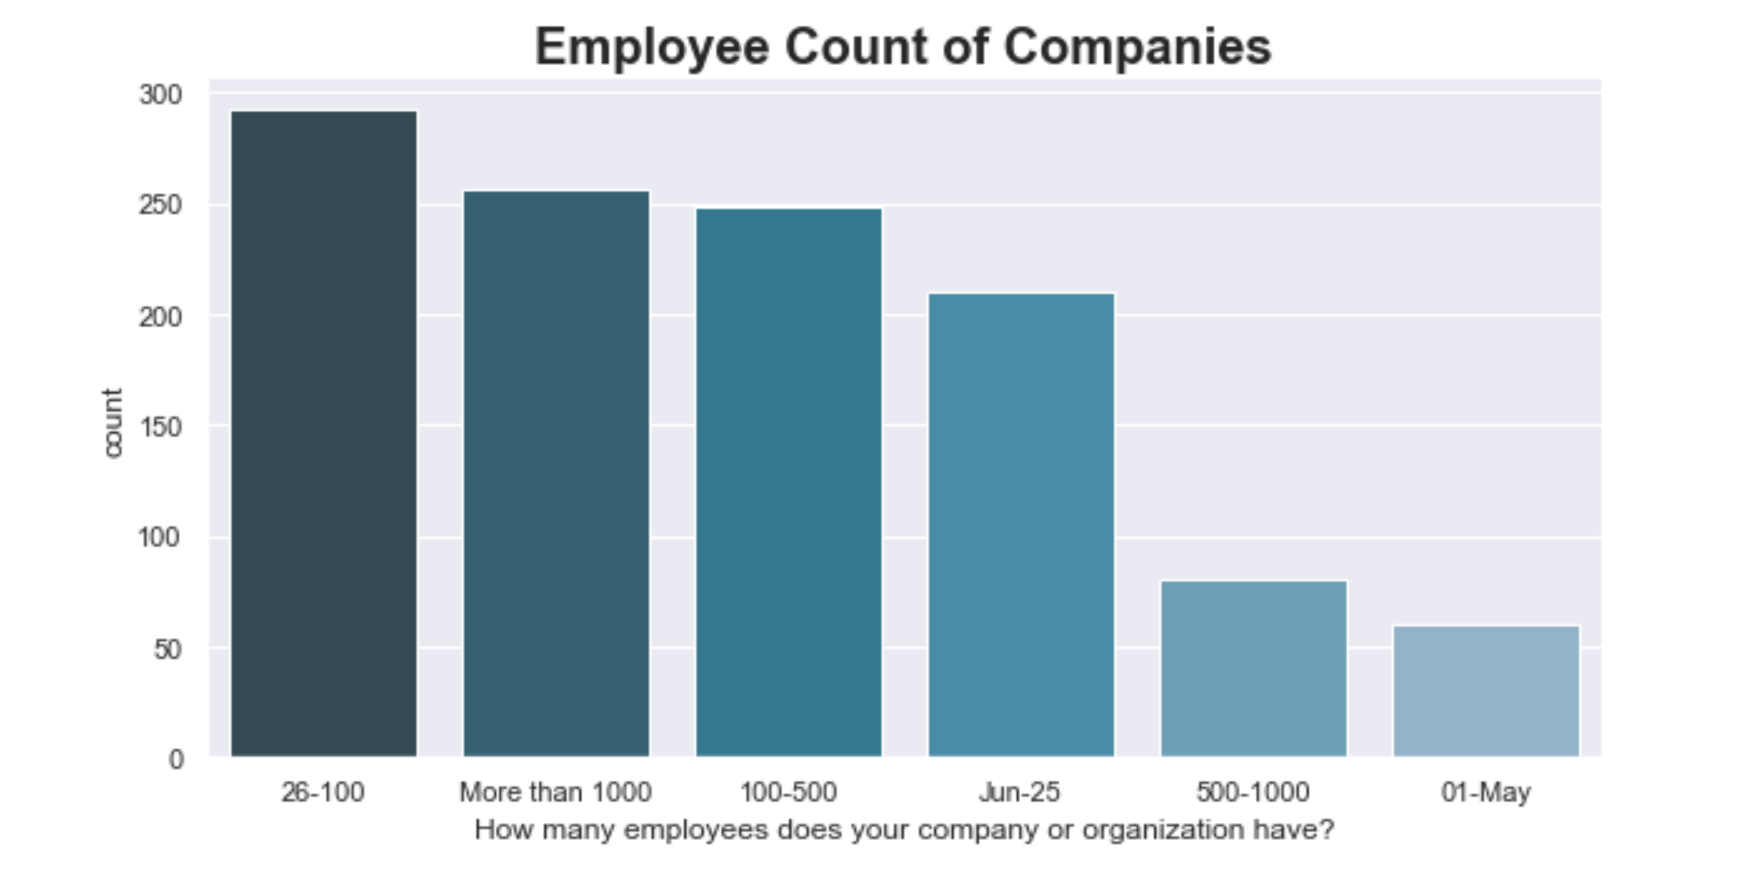 Employee Count of Companies
300
250
200
150
100
50
0
count
26-100 More than 1000 100-500 Jun-25 500-1000 01-May
How many employees does your company or organization have?